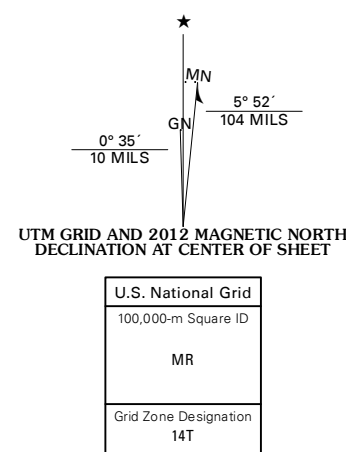 MN
GN
5° 52´
104 MILS
0° 35´
10 MILS
UTM GRID AND 2012 MAGNETIC NORTH
DECLINATION AT CENTER OF SHEET
U.S. National Grid
100,000-m Square ID
MR
Grid Zone Designation
14T